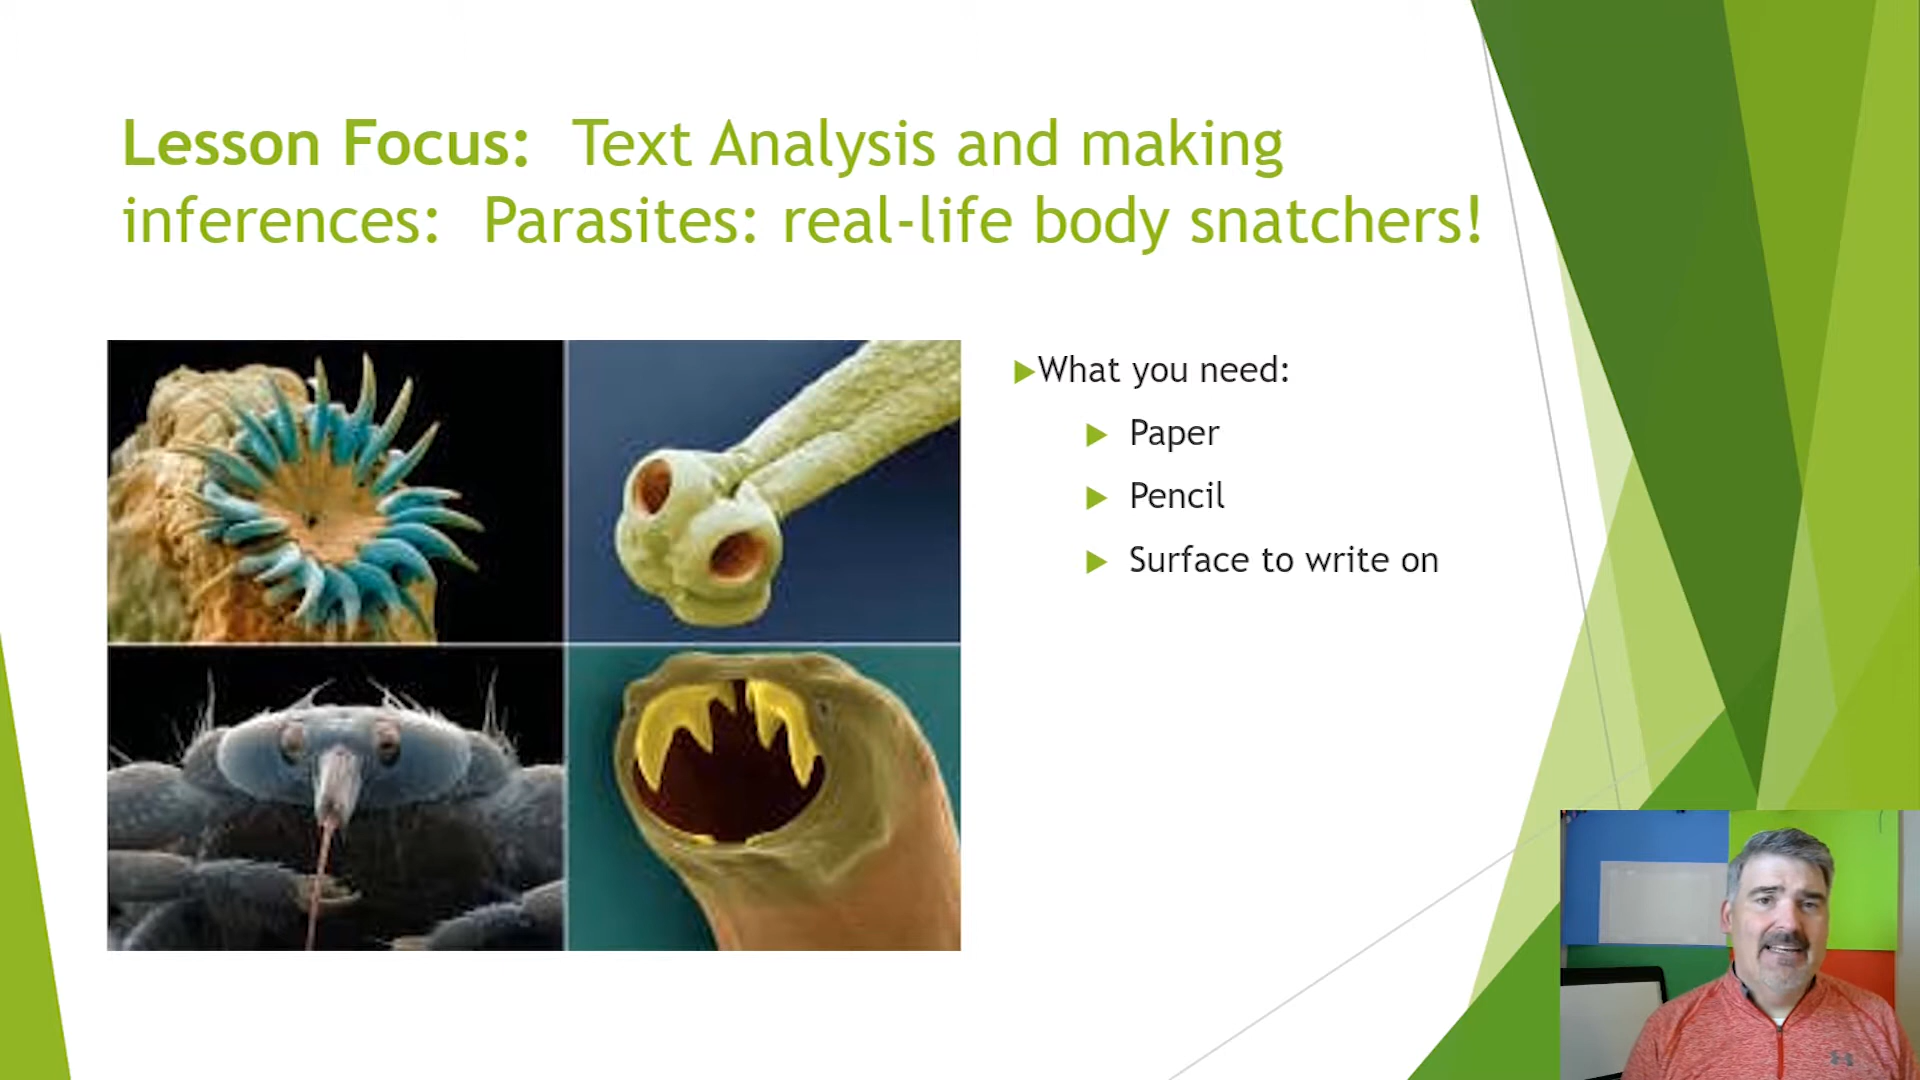 Lesson Focus: Text Analysis and making
inferences: Parasites: real-life body snatchers!
What you need:
Paper
Pencil
Surface to write on